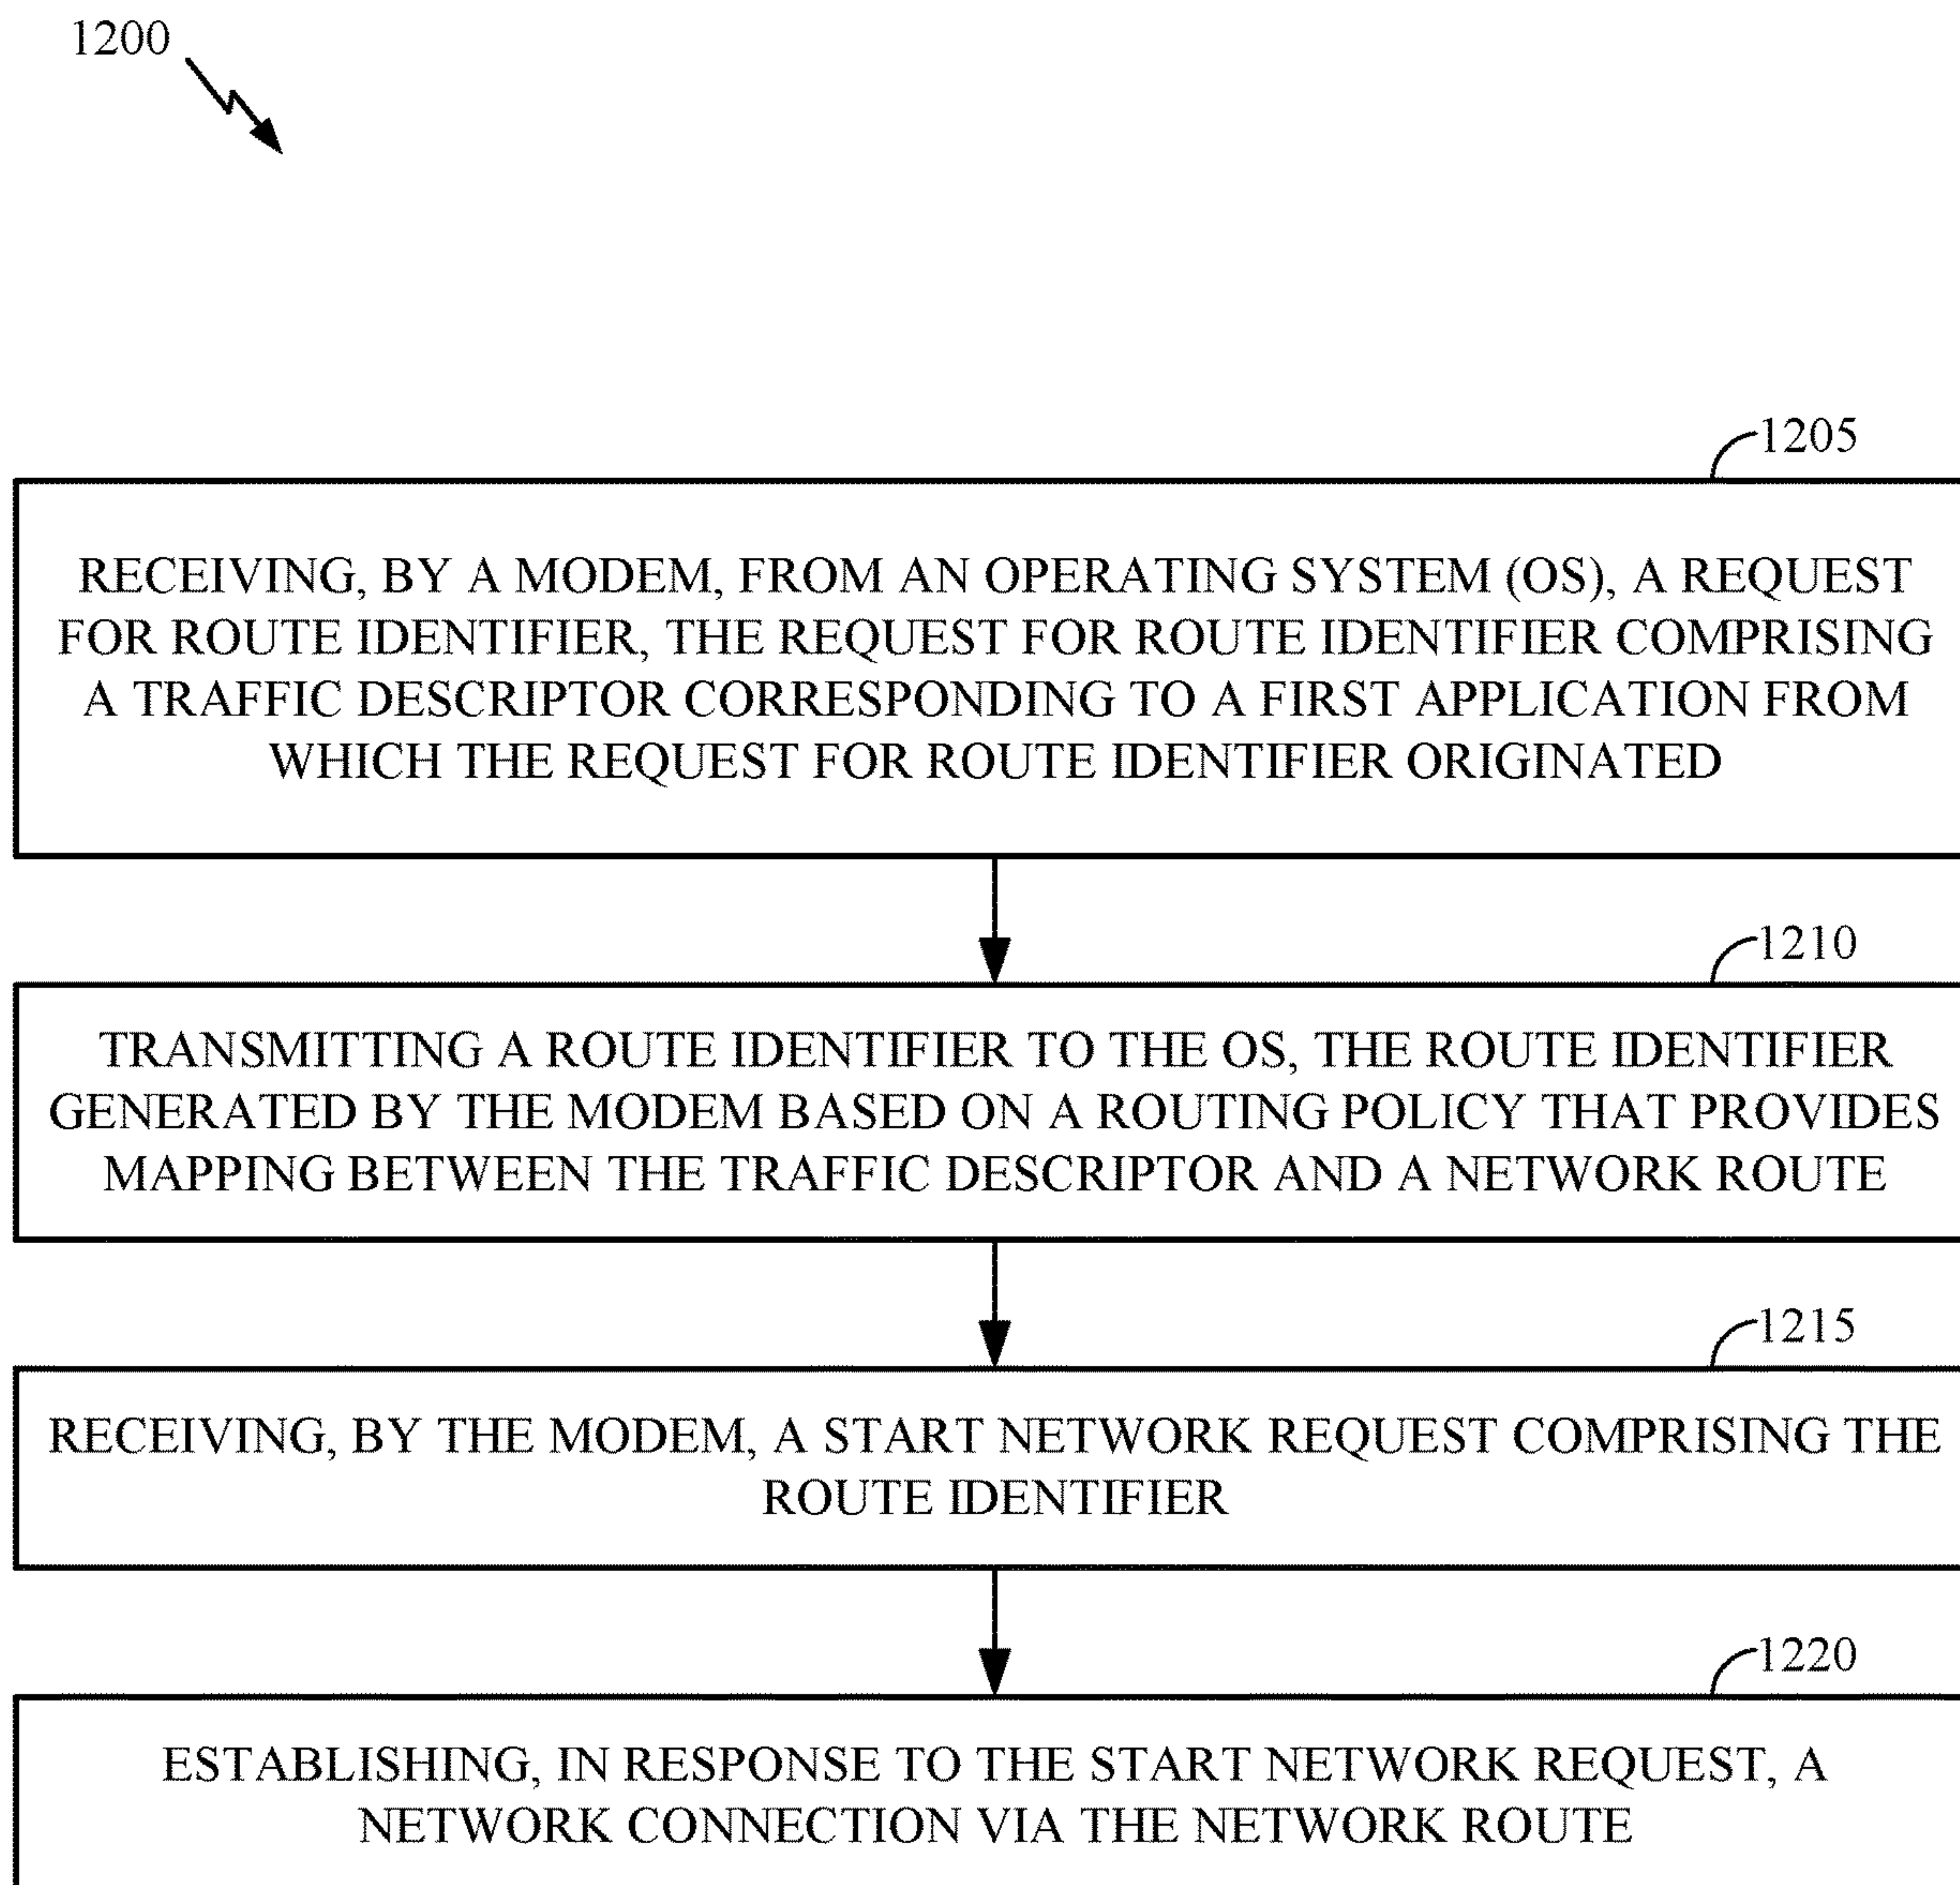 1200
1205
RECEIVING, BY A MODEM, FROM AN OPERATING SYSTEM (OS), A REQUEST
FOR ROUTE IDENTIFIER, THE REQUEST FOR ROUTE IDENTIFIER COMPRISING
A TRAFFIC DESCRIPTOR CORRESPONDING TO A FIRST APPLICATION FROM
WHICH THE REQUEST FOR ROUTE IDENTIFIER ORIGINATED
1210
TRANSMITTING A ROUTE IDENTIFIER TO THE OS, THE ROUTE IDENTIFIER
GENERATED BY THE MODEM BASED ON A ROUTING POLICY THAT PROVIDES
MAPPING BETWEEN THE TRAFFIC DESCRIPTOR AND A NETWORK ROUTE
1215
RECEIVING, BY THE MODEM, A START NETWORK REQUEST COMPRISING THE
ROUTE IDENTIFIER
1220
ESTABLISHING, IN RESPONSE TO THE START NETWORK REQUEST, A
NETWORK CONNECTION VIA THE NETWORK ROUTE